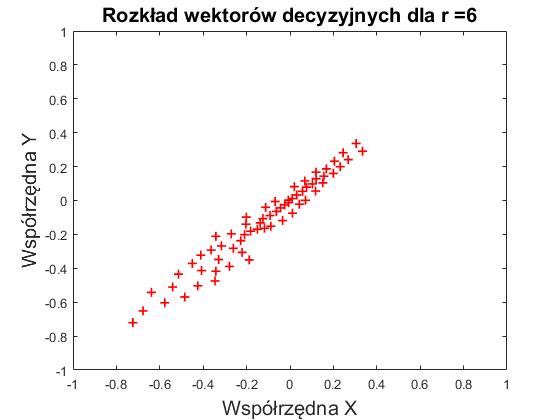 Rozkład wektorów decyzyjnych dla r =6
Współrzędna Y
1
0.8
0.6
0.4
0.2
0
-0.2
-0.4
-0.6
-0.8
-1
-1 -0.8 -0.6 -0.4 -0.2 0 0.2 0.4 0.6 0.8 1
Współrzędna X